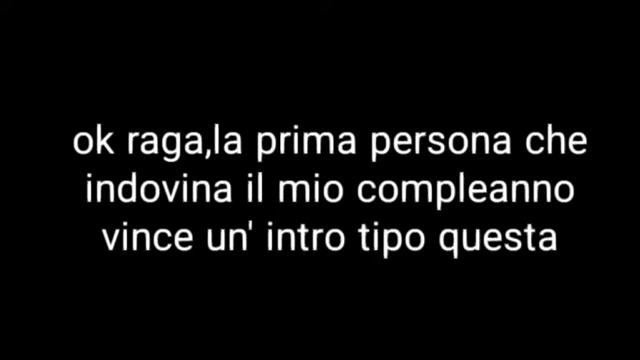 ok raga,la prima persona che
indovina il mio compleanno
vince un' intro tipo questa